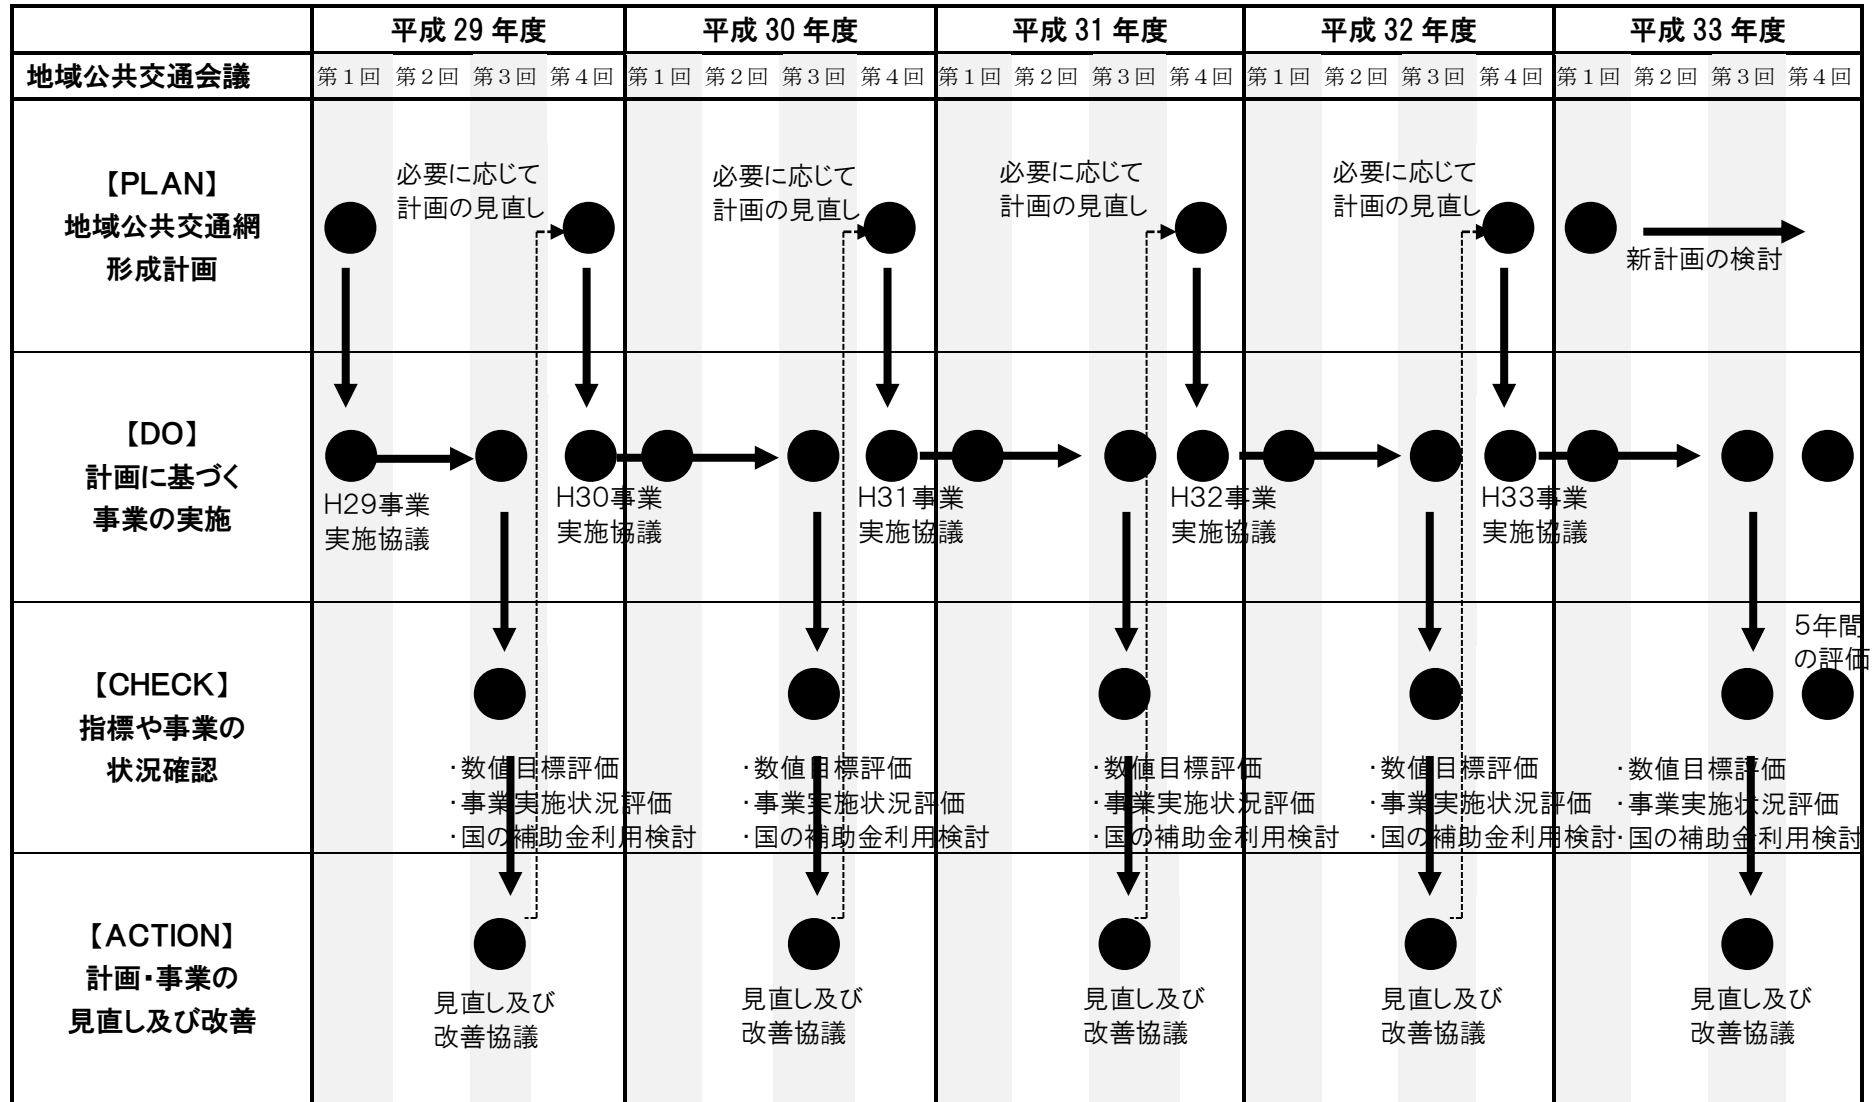 平成 29 年度 平成 30 年度 平成 31 年度 平成 32 年度 平成 33 年度
地域公共交通会議 第1回 第2回 第3回 第4回 第1回 第2回 第3回 第4回 第1回 第2回 第3回 第4回 第1回 第2回 第3回 第4回 第1回 第2回 第3回 第4回
【PLAN】
地域公共交通網
形成計画
必要に応じて
計画の見直し
必要に応じて
計画の見直し
必要に応じて
計画の見直し
必要に応じて
計画の見直し
新計画の検討
【DO】
計画に基づく
事業の実施
H29事業
実施協議
H30事業
実施協議
H31事業
実施協議
H32事業
実施協議
H33事業
実施協議
【CHECK】
指標や事業の
状況確認
5年間
の評価
・数値目標評価
・事業実施状況評価
・国の補助金利用検討
・数値目標評価
・事業実施状況評価
・国の補助金利用検討
・数値目標評価
・事業実施状況評価
・国の補助金利用検討
・数値目標評価
・事業実施状況評価
・国の補助金利用検討
・数値目標評価
・事業実施状況評価
・国の補助金利用検討
【ACTION】
計画・事業の
見直し及び改善
見直し及び
改善協議
見直し及び
改善協議
見直し及び
改善協議
見直し及び
改善協議
見直し及び
改善協議